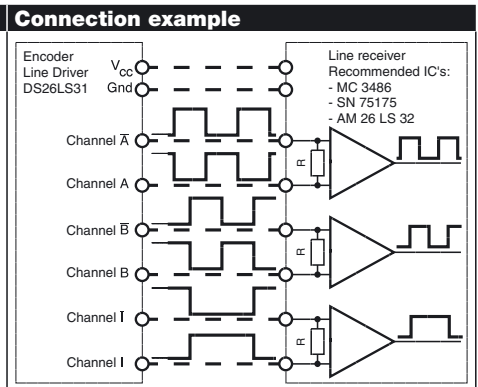 Connection example
Encoder
Line Driver
DS26LS31
VCC
Gnd
Line receiver
Recommended IC's:
- MC 3486
- SN 75175
- AM 26 LS 32
Channel A̅
R
Channel A
Channel B̅
R
Channel B
Channel I̅
R
Channel I